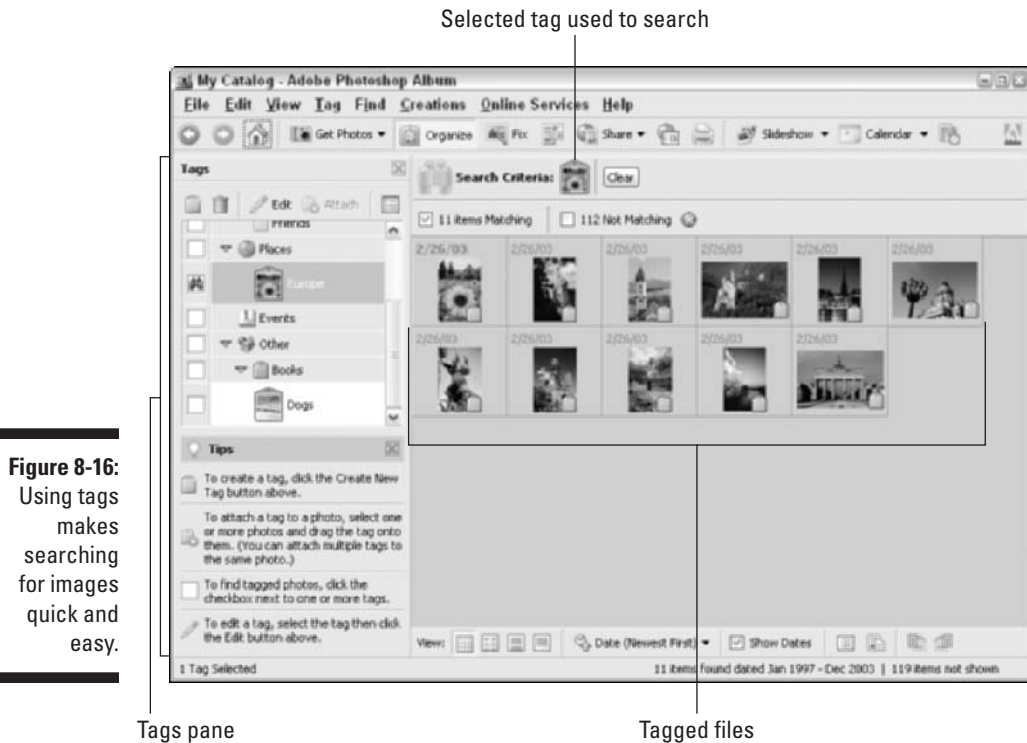 Selected tag used to search
My Catalog - Adobe Photoshop Album
File Edit View Tag Find Creations Online Services Help
Get Photos Organize Fix Share Slideshow Calendar
Tags
Search Criteria: Clear
Edit Attach
11 items Matching 112 Not Matching
Friends
Places
Europe
Events
Other
Books
Dogs
2/26/03 2/26/03 2/26/03 2/26/03 2/26/03 2/26/03
2/26/03 2/26/03 2/26/03 2/26/03 2/26/03
Tips
To create a tag, click the Create New
Tag button above.
To attach a tag to a photo, select one
or more photos and drag the tag onto
them. (You can attach multiple tags to
the same photo.)
To find tagged photos, click the
checkbox next to one or more tags.
To edit a tag, select the tag then click
the Edit button above.
View: Date (Newest First) Show Dates
1 Tag Selected
11 items found dated Jan 1997 - Dec 2003 | 119 items not shown
Figure 8-16:
Using tags
makes
searching
for images
quick and
easy.
Tags pane
Tagged files